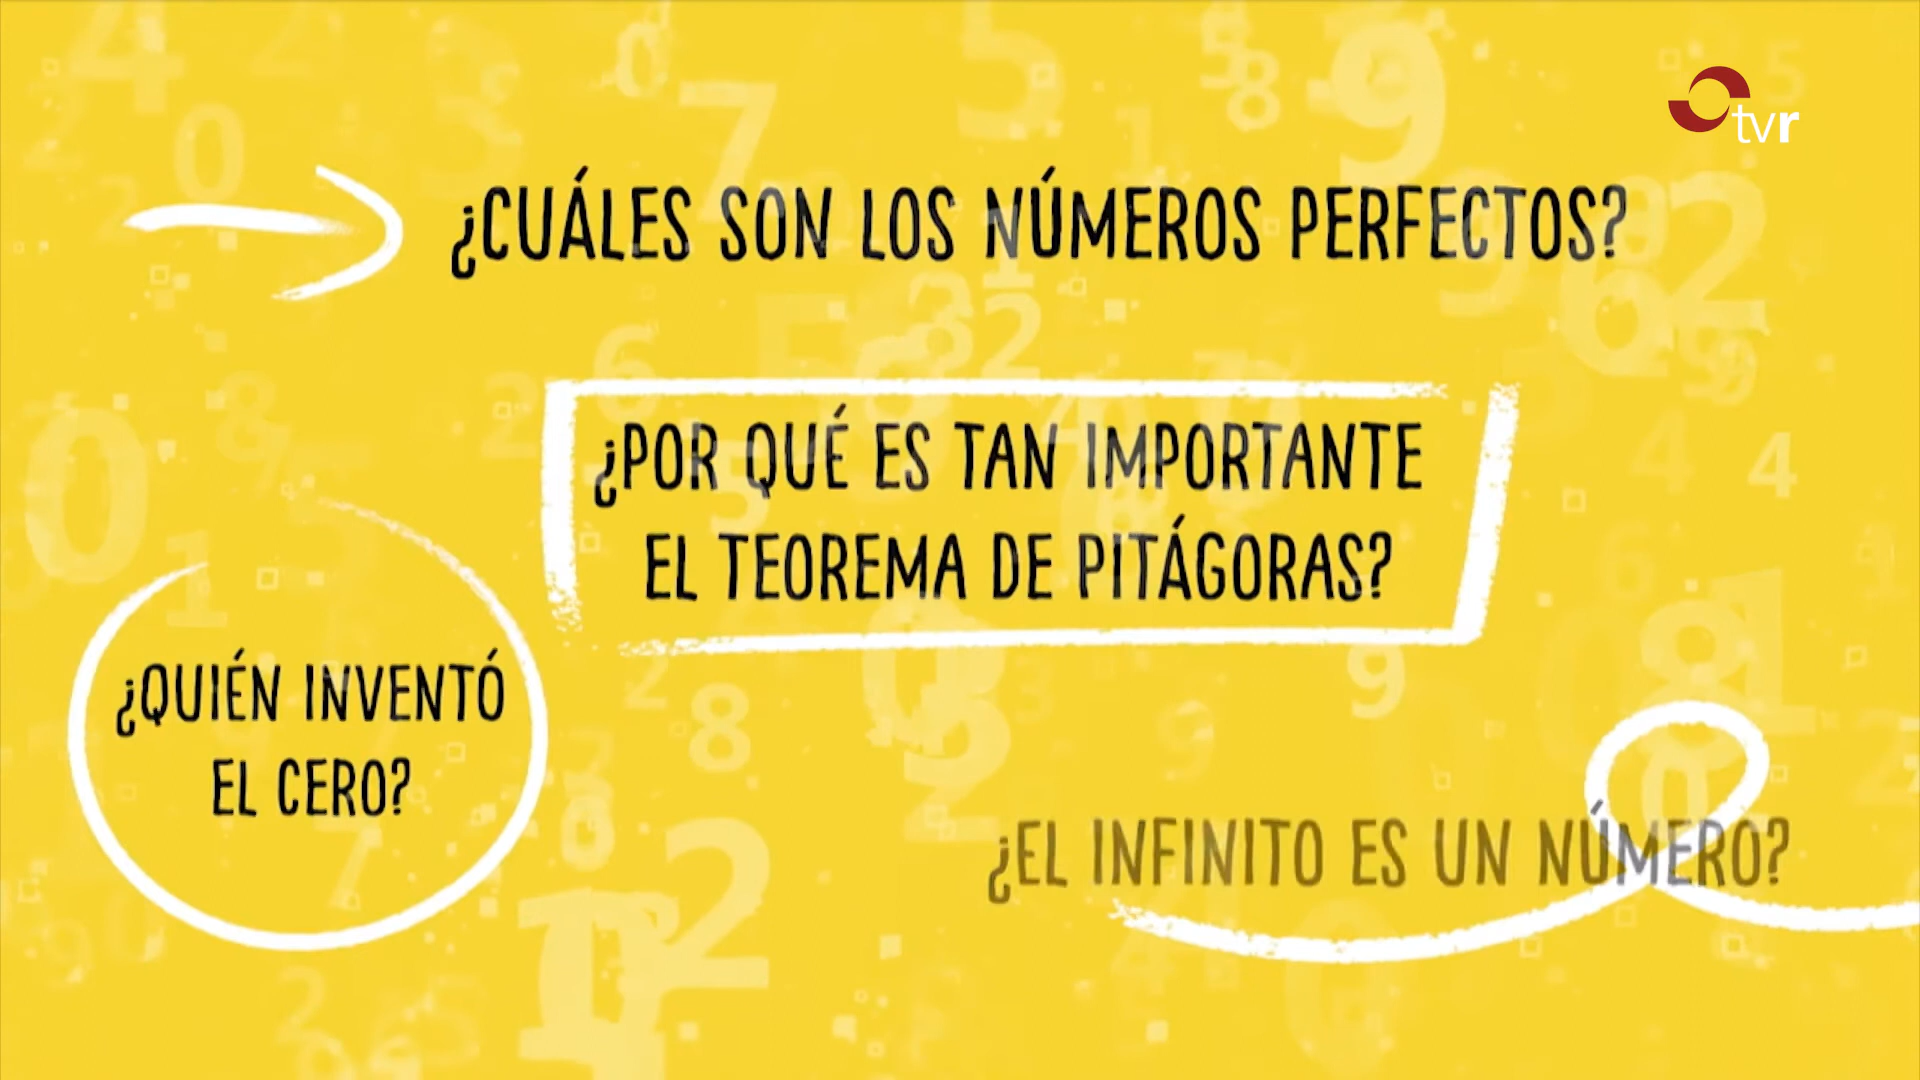 tvr
¿CUÁLES SON LOS NÚMEROS PERFECTOS?
¿POR QUÉ ES TAN IMPORTANTE
EL TEOREMA DE PITÁGORAS?
¿QUIÉN INVENTÓ
EL CERO?
¿EL INFINITO ES UN NÚMERO?